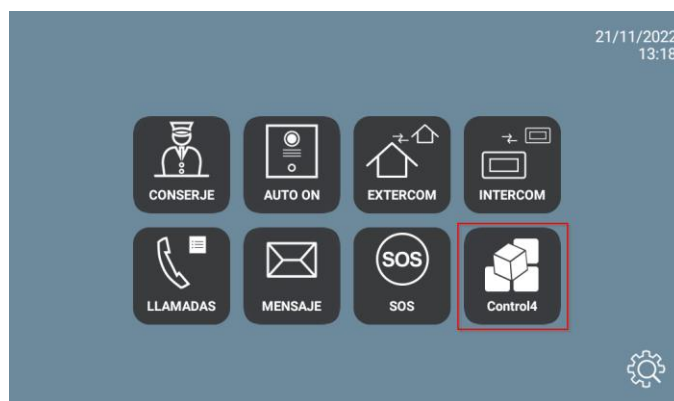 21/11/2022
13:18
CONSERJE
AUTO ON
EXTERCOM
INTERCOM
LLAMADAS
MENSAJE
SOS
SOS
Control4